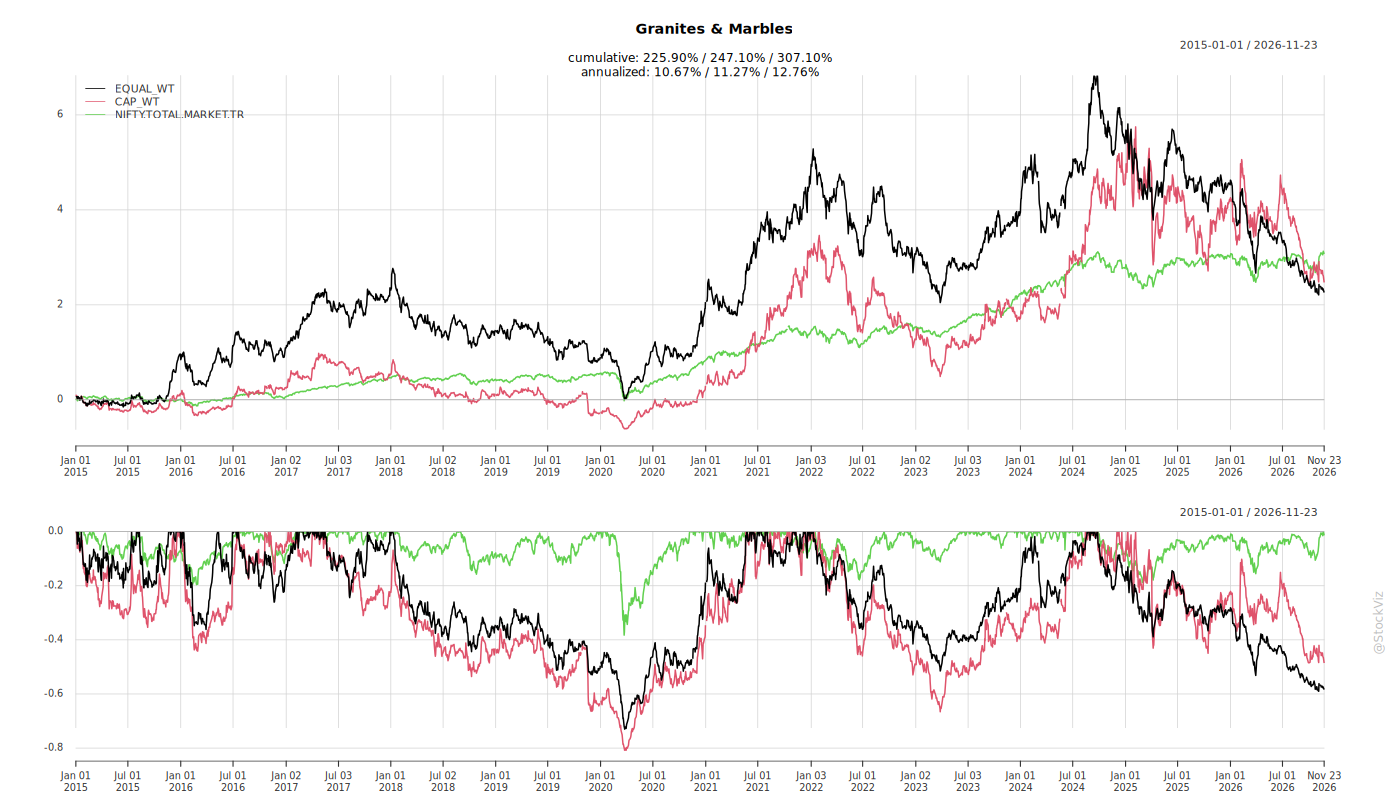 Granites & Marbles
2015-01-01 / 2026-11-23
cumulative: 225.90% / 247.10% / 307.10%
annualized: 10.67% / 11.27% / 12.76%
EQUAL_WT
CAP_WT
NIFTY.TOTAL.MARKET.TR
6
4
2
0
Jan 01 Jul 01 Jan 01 Jul 01 Jan 02 Jul 03 Jan 01 Jul 02 Jan 01 Jul 01 Jan 01 Jul 01 Jan 01 Jul 01 Jan 03 Jul 01 Jan 02 Jul 03 Jan 01 Jul 01 Jan 01 Jul 01 Jan 01 Jul 01 Nov 23
2015 2015 2016 2016 2017 2017 2018 2018 2019 2019 2020 2020 2021 2021 2022 2022 2023 2023 2024 2024 2025 2025 2026 2026 2026
2015-01-01 / 2026-11-23
0.0
-0.2
-0.4
-0.6
-0.8
Jan 01 Jul 01 Jan 01 Jul 01 Jan 02 Jul 03 Jan 01 Jul 02 Jan 01 Jul 01 Jan 01 Jul 01 Jan 01 Jul 01 Jan 03 Jul 01 Jan 02 Jul 03 Jan 01 Jul 01 Jan 01 Jul 01 Jan 01 Jul 01 Nov 23
2015 2015 2016 2016 2017 2017 2018 2018 2019 2019 2020 2020 2021 2021 2022 2022 2023 2023 2024 2024 2025 2025 2026 2026 2026
@StockViz